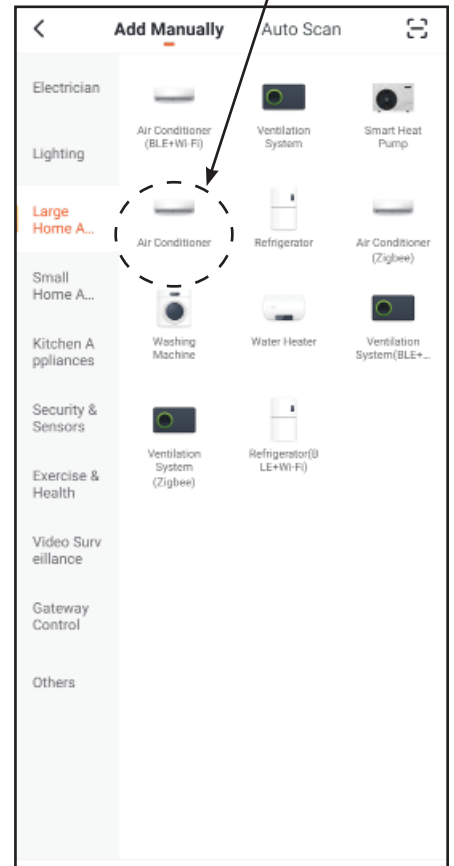 Add Manually
Auto Scan
Electrician
Lighting
Large
Home A...
Small
Home A...
Kitchen A
ppliances
Security &
Sensors
Exercise &
Health
Video Surv
eillance
Gateway
Control
Others
Air Conditioner
(BLE+Wi-Fi)
Ventilation
System
Smart Heat
Pump
Air Conditioner
Refrigerator
Air Conditioner
(Zigbee)
Washing
Machine
Water Heater
Ventilation
System(BLE+...
Ventilation
System
(Zigbee)
Refrigerator(B
LE+Wi-Fi)